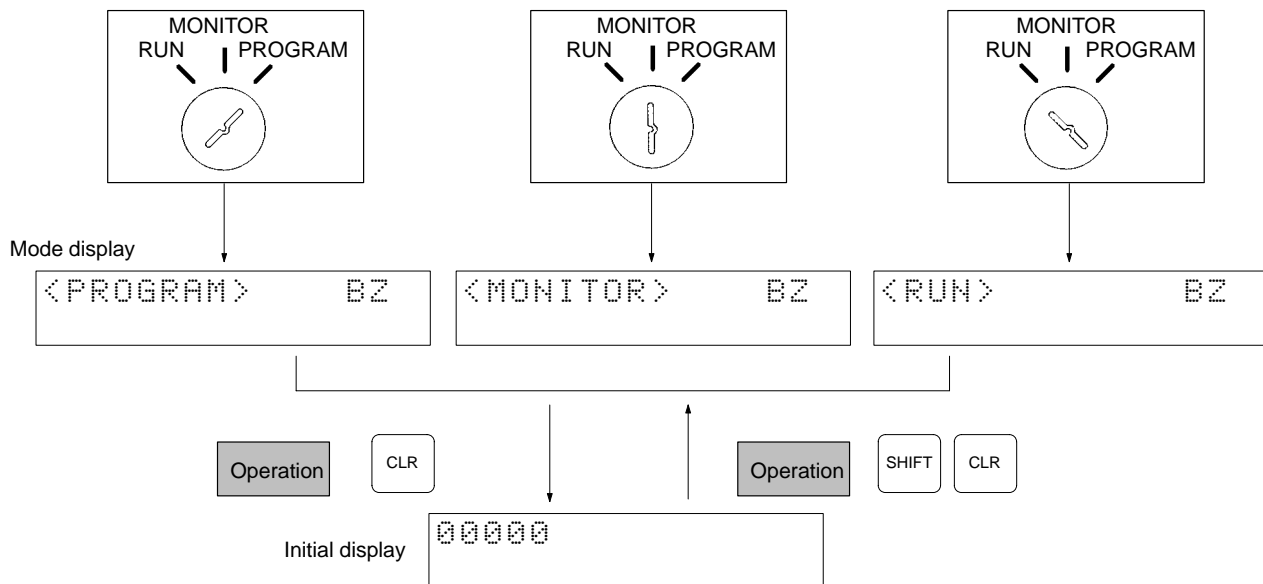 MONITOR
RUN PROGRAM
MONITOR
RUN PROGRAM
MONITOR
RUN PROGRAM
Mode display
<PROGRAM> BZ
<MONITOR> BZ
<RUN> BZ
Operation CLR
Operation SHIFT CLR
Initial display
00000